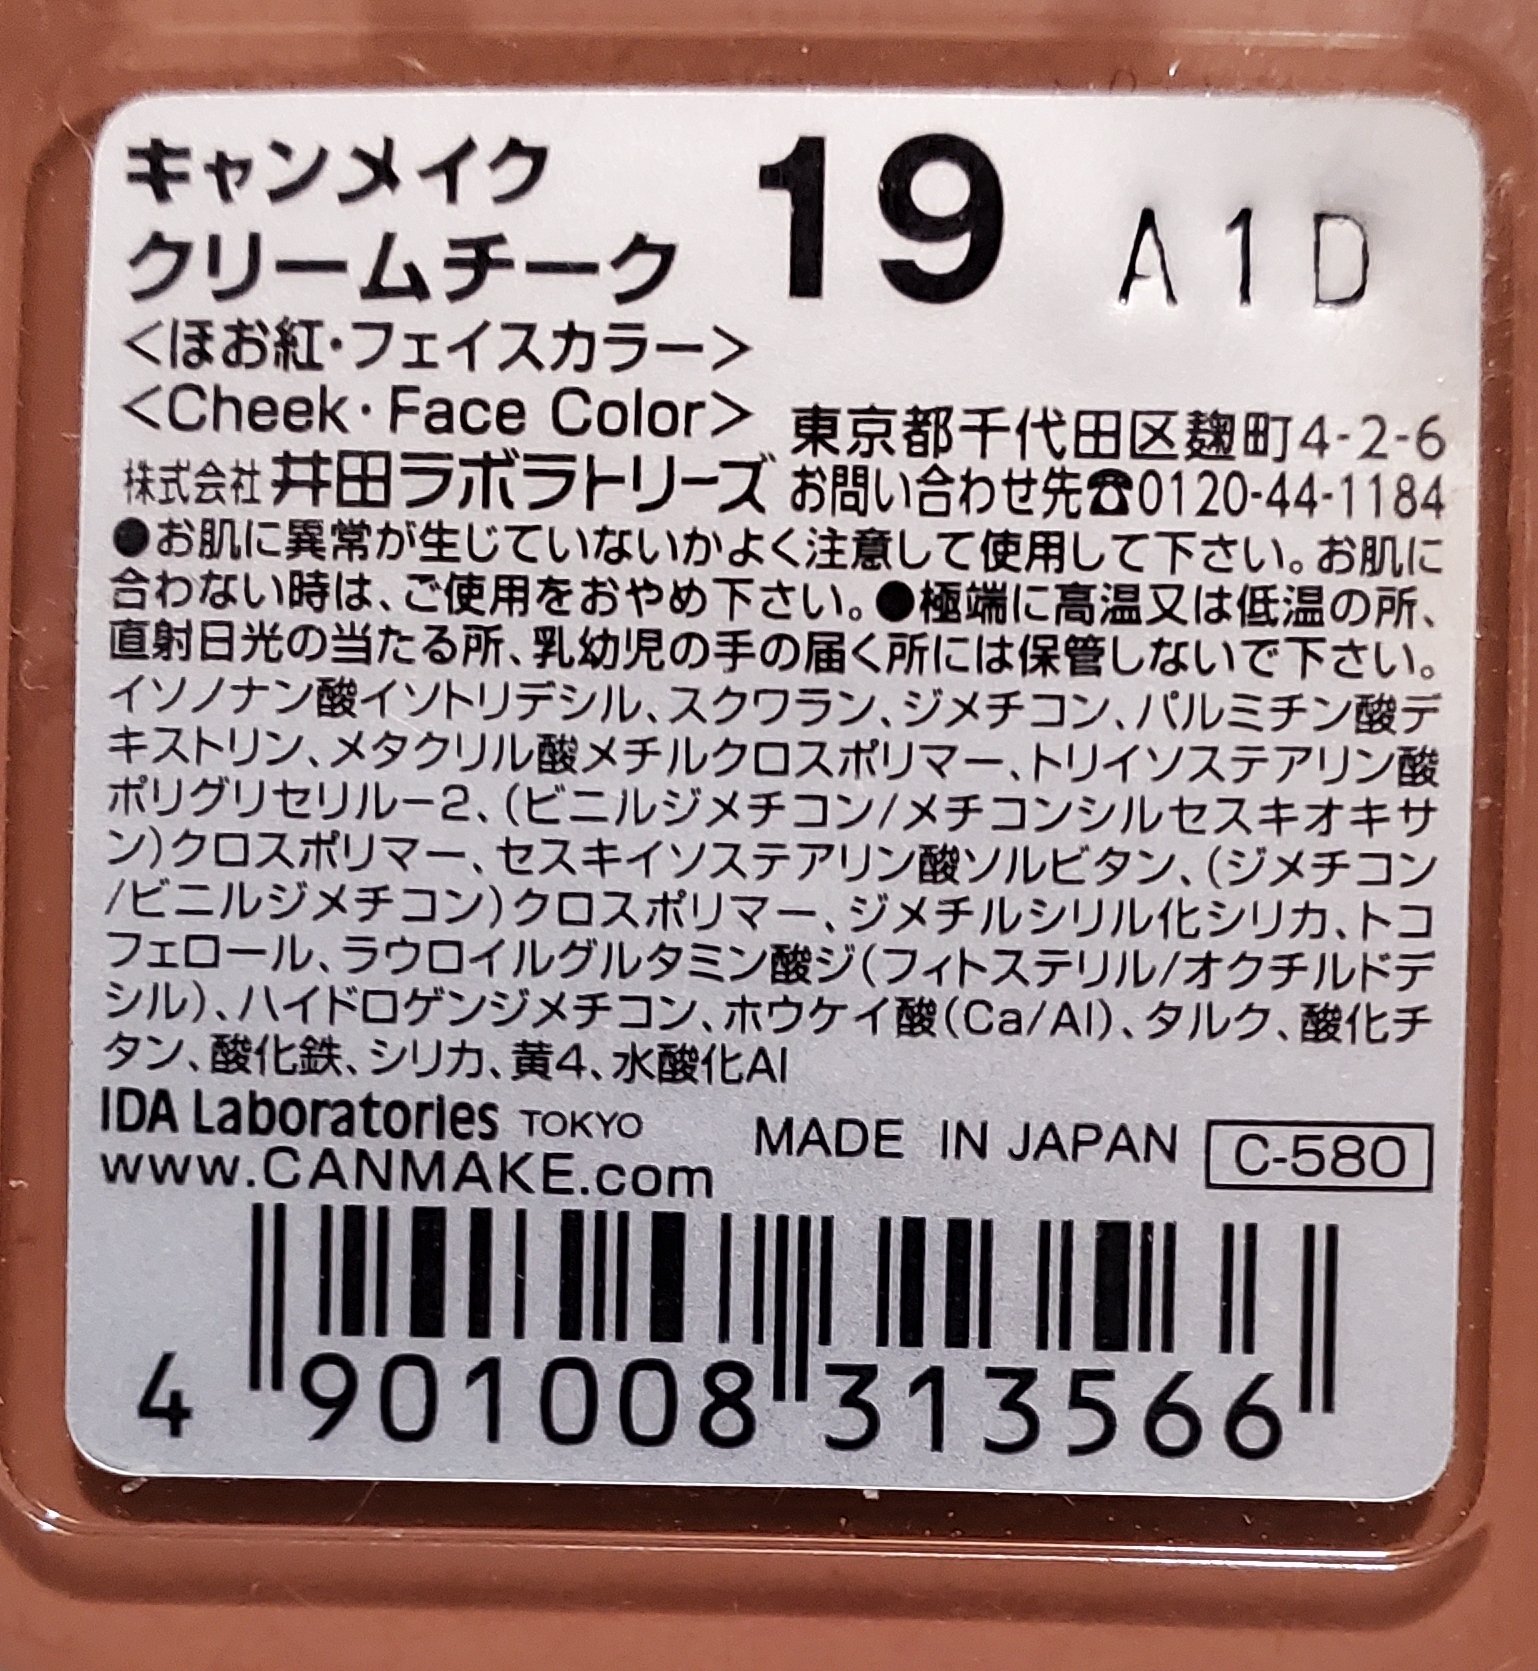 キャンメイク
クリームチーク
19
A1D
<ほお紅・フェイスカラー>
<Cheek・Face Color>
東京都千代田区麹町4-2-6
株式会社 井田ラボラトリーズ お問い合わせ先☎0120-44-1184
●お肌に異常が生じていないかよく注意して使用して下さい。お肌に
合わない時は、ご使用をおやめ下さい。●極端に高温又は低温の所、
直射日光の当たる所、乳幼児の手の届く所には保管しないで下さい。
イソノナン酸イソトリデシル、スクワラン、ジメチコン、パルミチン酸デ
キストリン、メタクリル酸メチルクロスポリマー、トリイソステアリン酸
ポリグリセリル－2、(ビニルジメチコン/メチコンシルセスキオキサ
ン)クロスポリマー、セスキイソステアリン酸ソルビタン、(ジメチコン
/ビニルジメチコン)クロスポリマー、ジメチルシリル化シリカ、トコ
フェロール、ラウロイルグルタミン酸ジ(フィトステリル/オクチルドデ
シル)、ハイドロゲンジメチコン、ホウケイ酸(Ca/Al)、タルク、酸化チ
タン、酸化鉄、シリカ、黄4、水酸化Al
IDA Laboratories TOKYO
MADE IN JAPAN C-580
www.CANMAKE.com
4 901008 313566